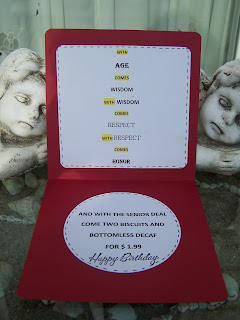 WITH
AGE
COMES
WISDOM
WITH WISDOM
COMES
RESPECT
WITH RESPECT
COMES
HONOR
AND WITH THE SENIOR DEAL
COME TWO BISCUITS AND
BOTTOMLESS DECAF
FOR $ 1.99
Happy Birthday